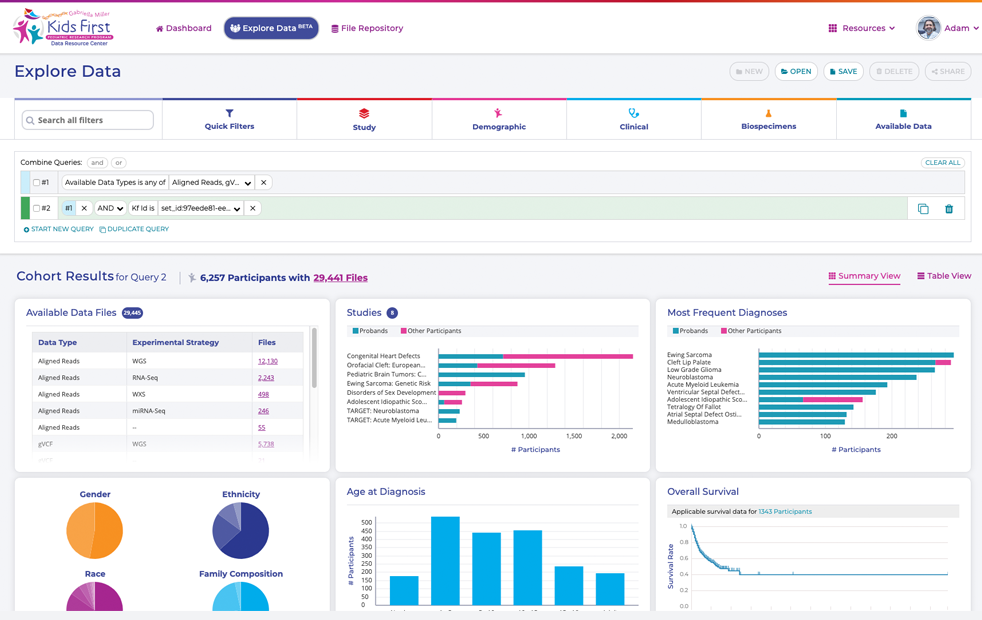 Gabriella Miller
Kids First
PEDIATRIC RESEARCH PROGRAM
Data Resource Center
Dashboard
Explore Data BETA
File Repository
Resources
Adam
Explore Data
NEW
OPEN
SAVE
DELETE
SHARE
Search all filters
Quick Filters
Study
Demographic
Clinical
Biospecimens
Available Data
Combine Queries: and or
CLEAR ALL
#1 Available Data Types is any of Aligned Reads, gV...
#2 #1 AND Kf Id is set_id:97eede81-ee...
START NEW QUERY DUPLICATE QUERY
Cohort Results for Query 2
6,257 Participants with 29,441 Files
Summary View
Table View
Available Data Files 29,445
Data Type Experimental Strategy Files
Aligned Reads WGS 12,130
Aligned Reads RNA-Seq 2,243
Aligned Reads WXS 498
Aligned Reads miRNA-Seq 246
Aligned Reads -- 55
gVCF WGS 5,738
Studies 8
Probands Other Participants
Congenital Heart Defects
Orofacial Cleft: European...
Pediatric Brain Tumors: C...
Ewing Sarcoma: Genetic Risk
Disorders of Sex Development
Adolescent Idiopathic Sco...
TARGET: Neuroblastoma
TARGET: Acute Myeloid Leu...
0 500 1,000 1,500 2,000
# Participants
Most Frequent Diagnoses
Probands Other Participants
Ewing Sarcoma
Cleft Lip Palate
Low Grade Glioma
Neuroblastoma
Acute Myeloid Leukemia
Ventricular Septal Defect...
Adolescent Idiopathic Sco...
Tetralogy Of Fallot
Atrial Septal Defect Osti...
Medulloblastoma
0 100 200
# Participants
Gender
Ethnicity
Race
Family Composition
Age at Diagnosis
# Participants
500
450
400
350
300
250
200
150
100
50
0
Overall Survival
Applicable survival data for 1343 Participants
Survival Rate
1.0
0.8
0.6
0.4
0.2
0.0